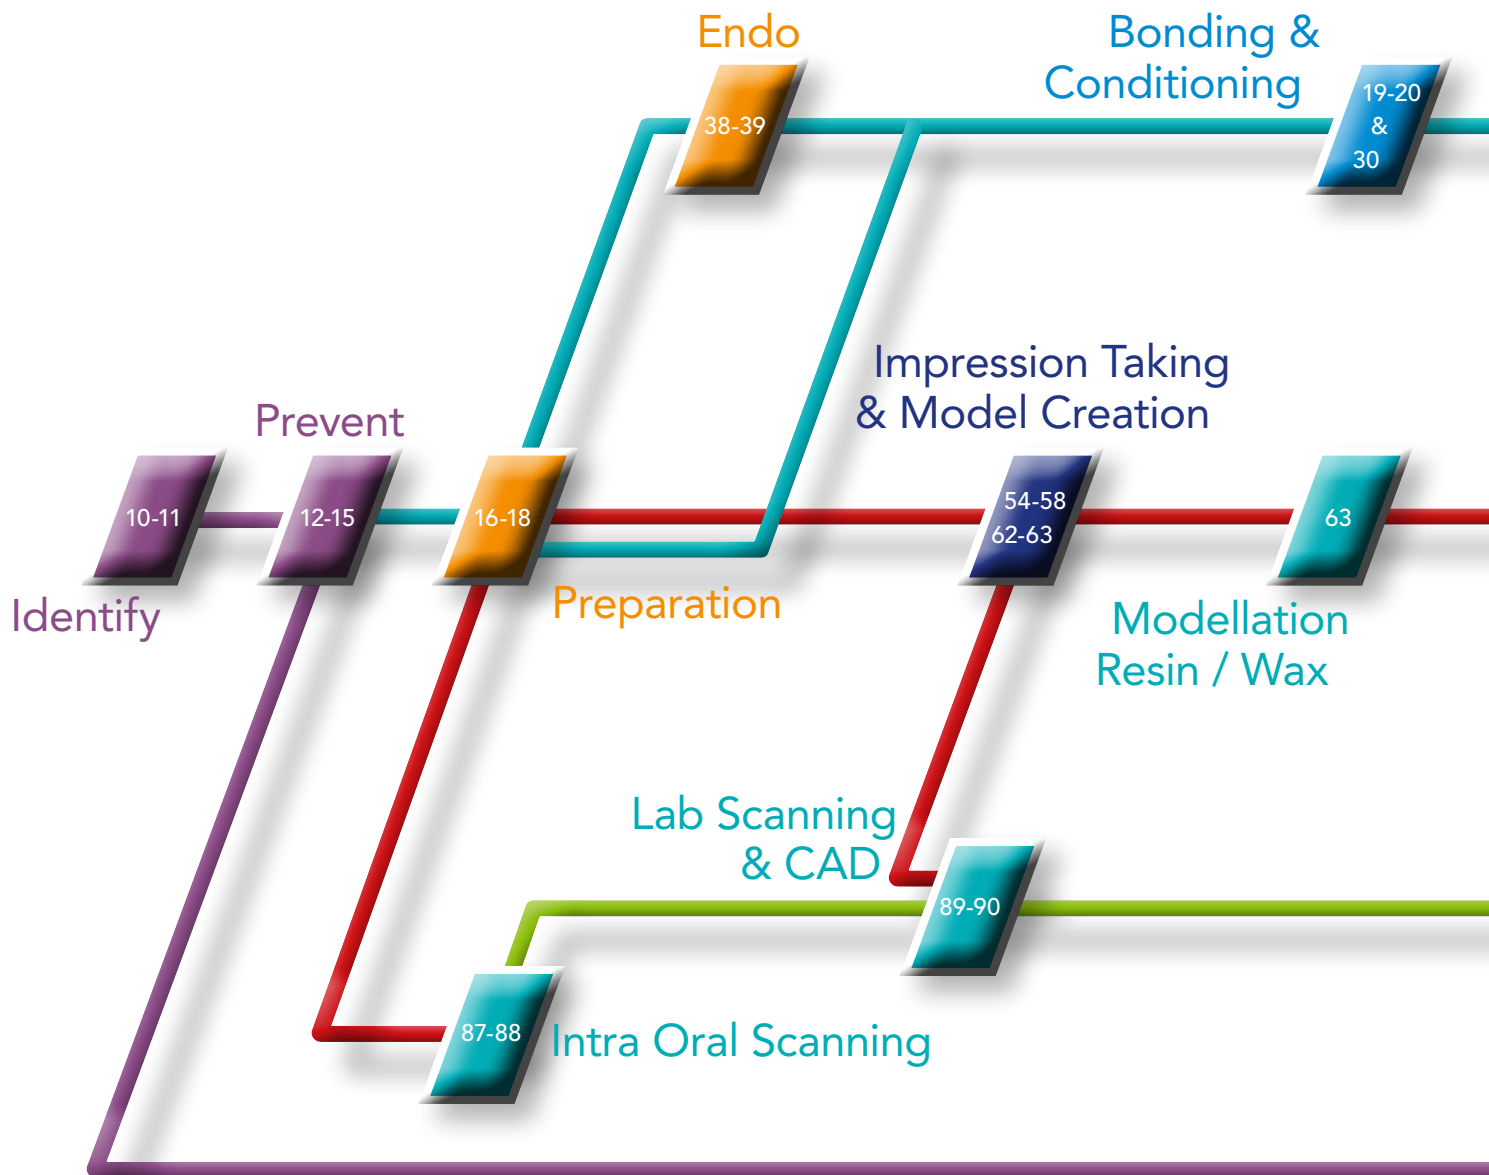 Endo
38-39
Bonding &
Conditioning
19-20
&
30
Impression Taking
& Model Creation
54-58
62-63
Prevent
10-11
12-15
16-18
63
Identify
Preparation
Modellation
Resin / Wax
Lab Scanning
& CAD
89-90
87-88
Intra Oral Scanning